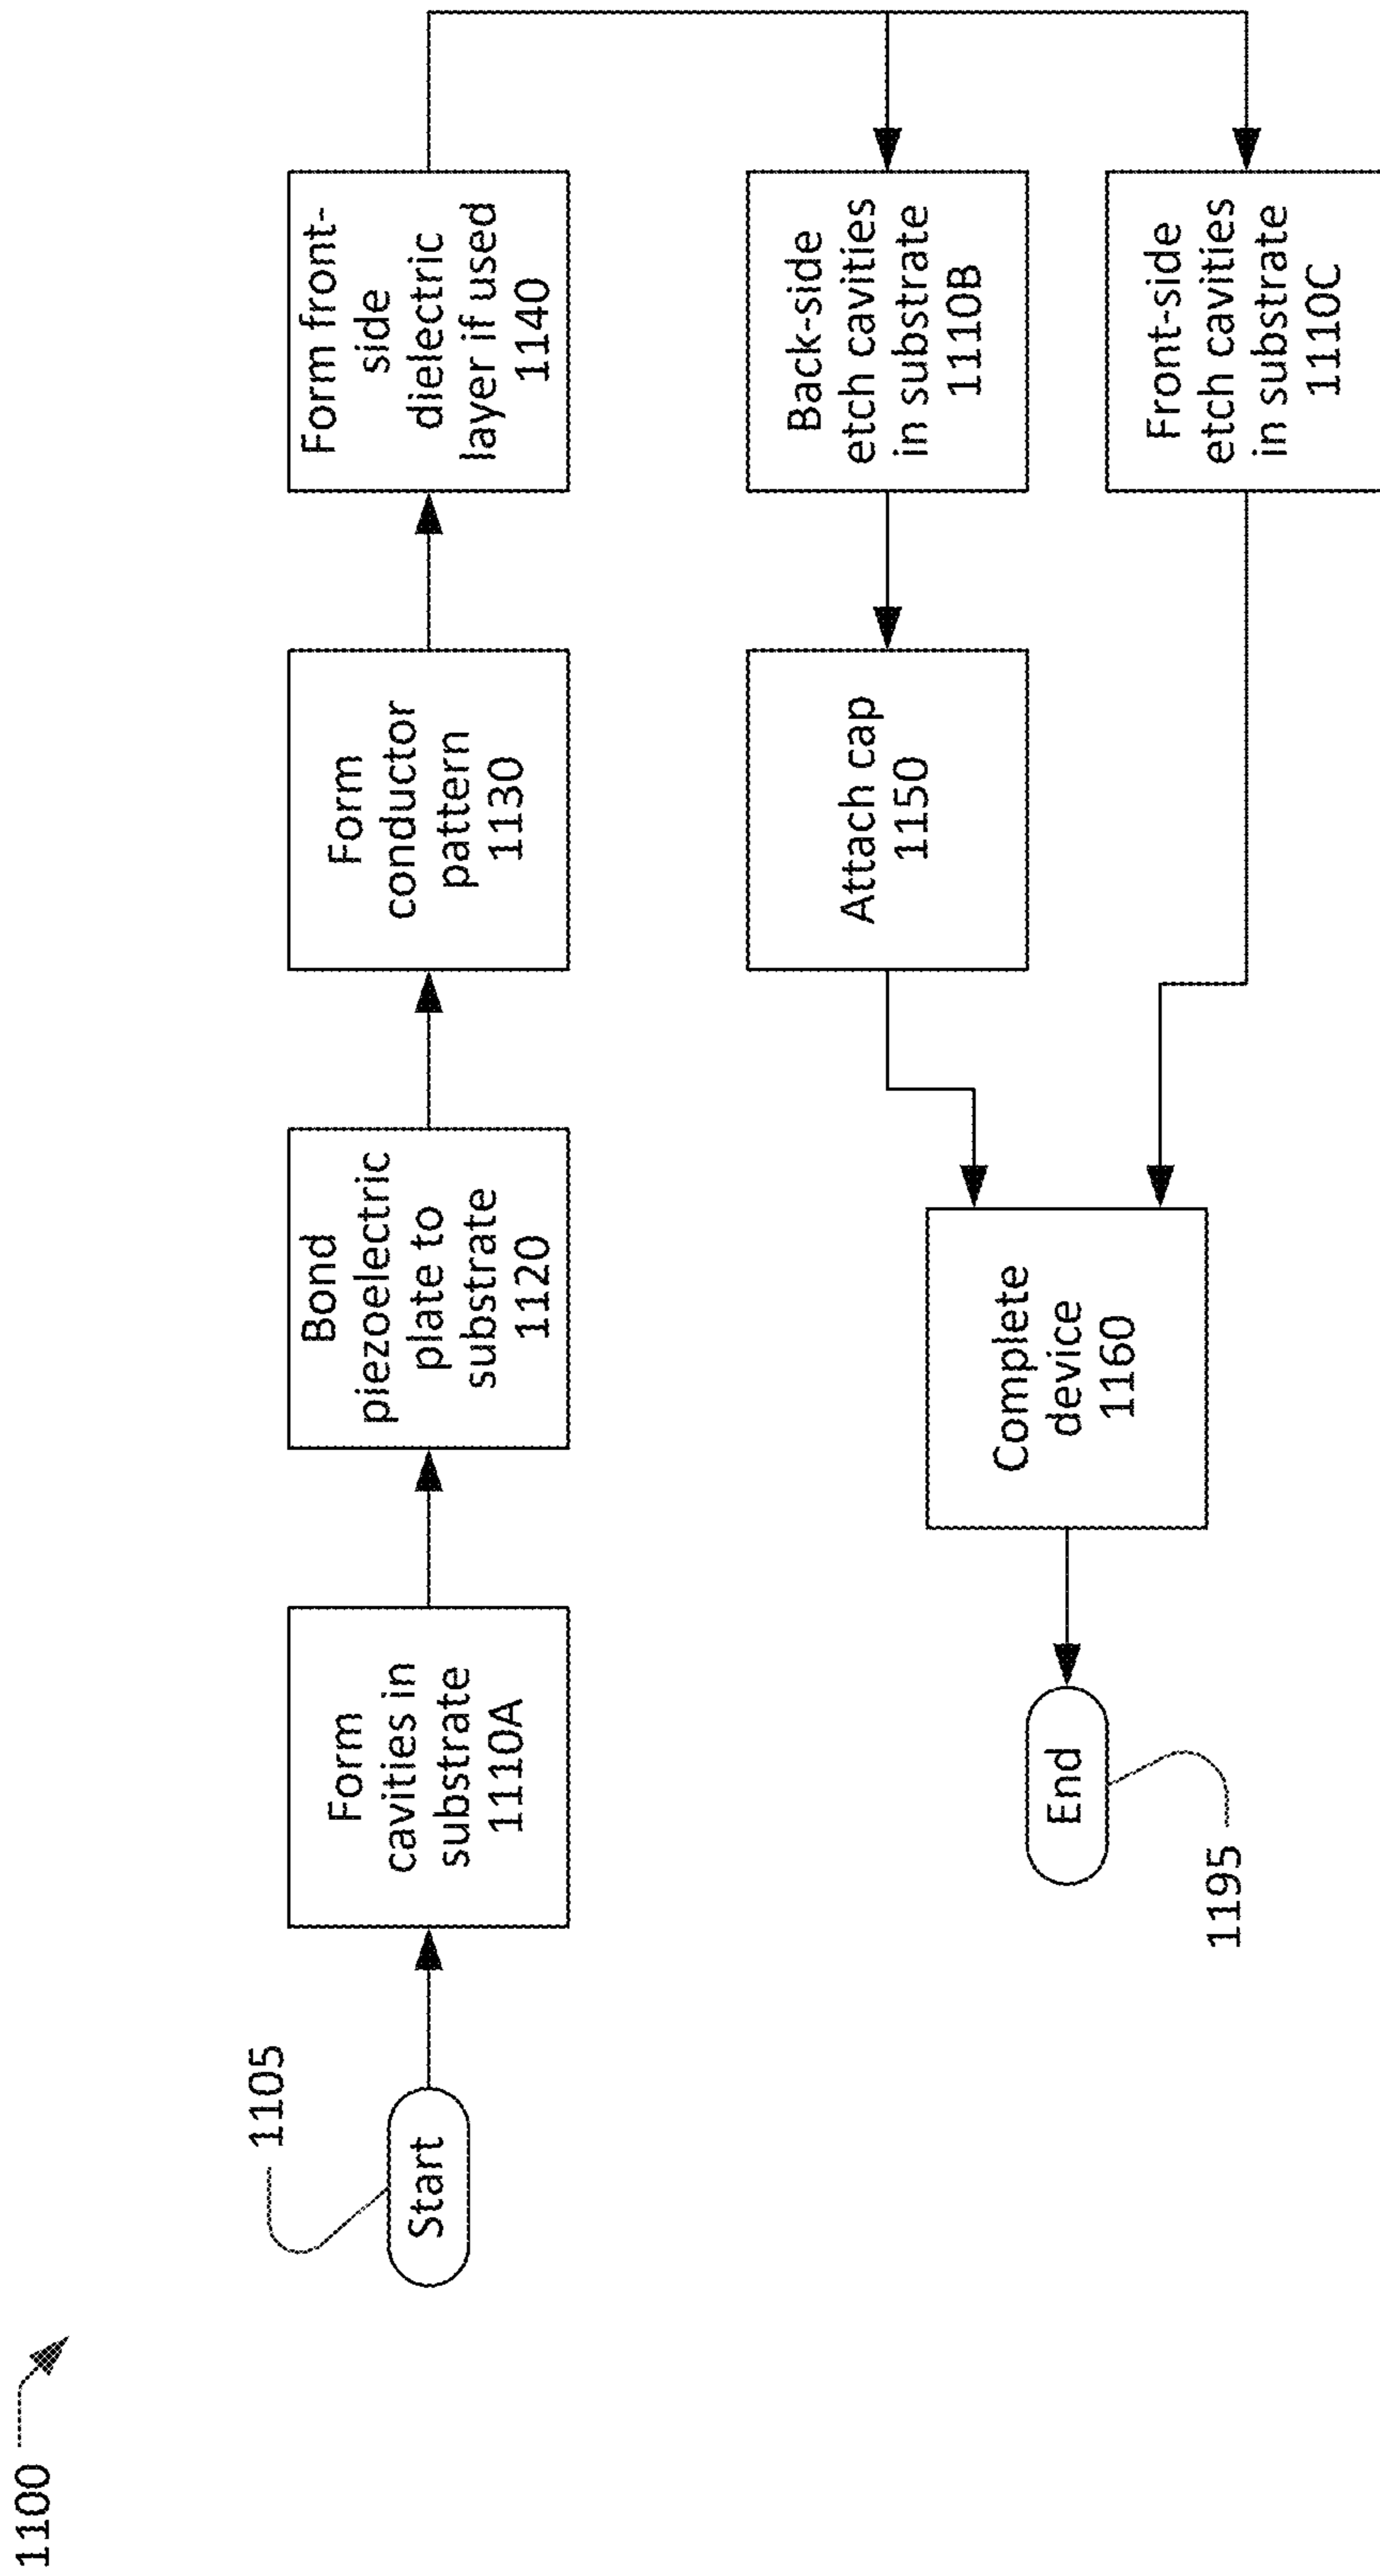 1100
1105
Start
Form
cavities in
substrate
1110A
Bond
piezoelectric
plate to
substrate
1120
Form
conductor
pattern
1130
Form front-
side
dielectric
layer if used
1140
Back-side
etch cavities
in substrate
1110B
Front-side
etch cavities
in substrate
1110C
Attach cap
1150
Complete
device
1160
End
1195